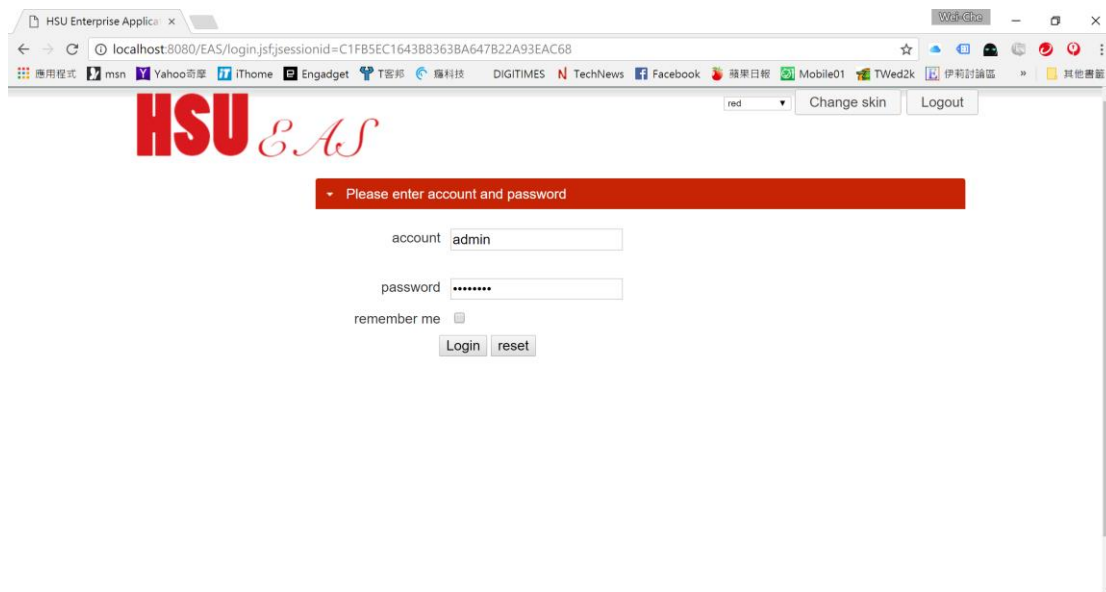 HSU Enterprise Applica
Wei-Che
localhost:8080/EAS/login.jsf;jsessionid=C1FB5EC1643B8363BA647B22A93EAC68
應用程式 msn Yahoo奇摩 iThome Engadget T客邦 癮科技 DIGITIMES TechNews Facebook 蘋果日報 Mobile01 TWed2k 伊莉討論區 » 其他書籤
HSU EAS
red Change skin Logout
Please enter account and password
account admin
password ••••••••
remember me
Login reset